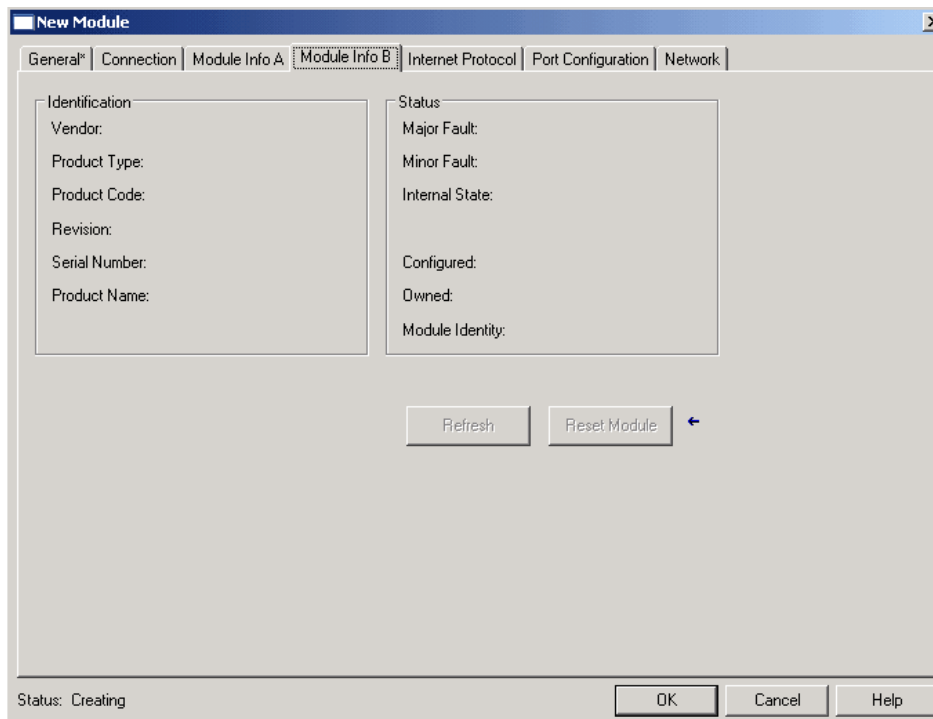 New Module
General* Connection Module Info A Module Info B Internet Protocol Port Configuration Network
Identification
Vendor:
Product Type:
Product Code:
Revision:
Serial Number:
Product Name:
Status
Major Fault:
Minor Fault:
Internal State:
Configured:
Owned:
Module Identity:
Refresh Reset Module
Status: Creating OK Cancel Help